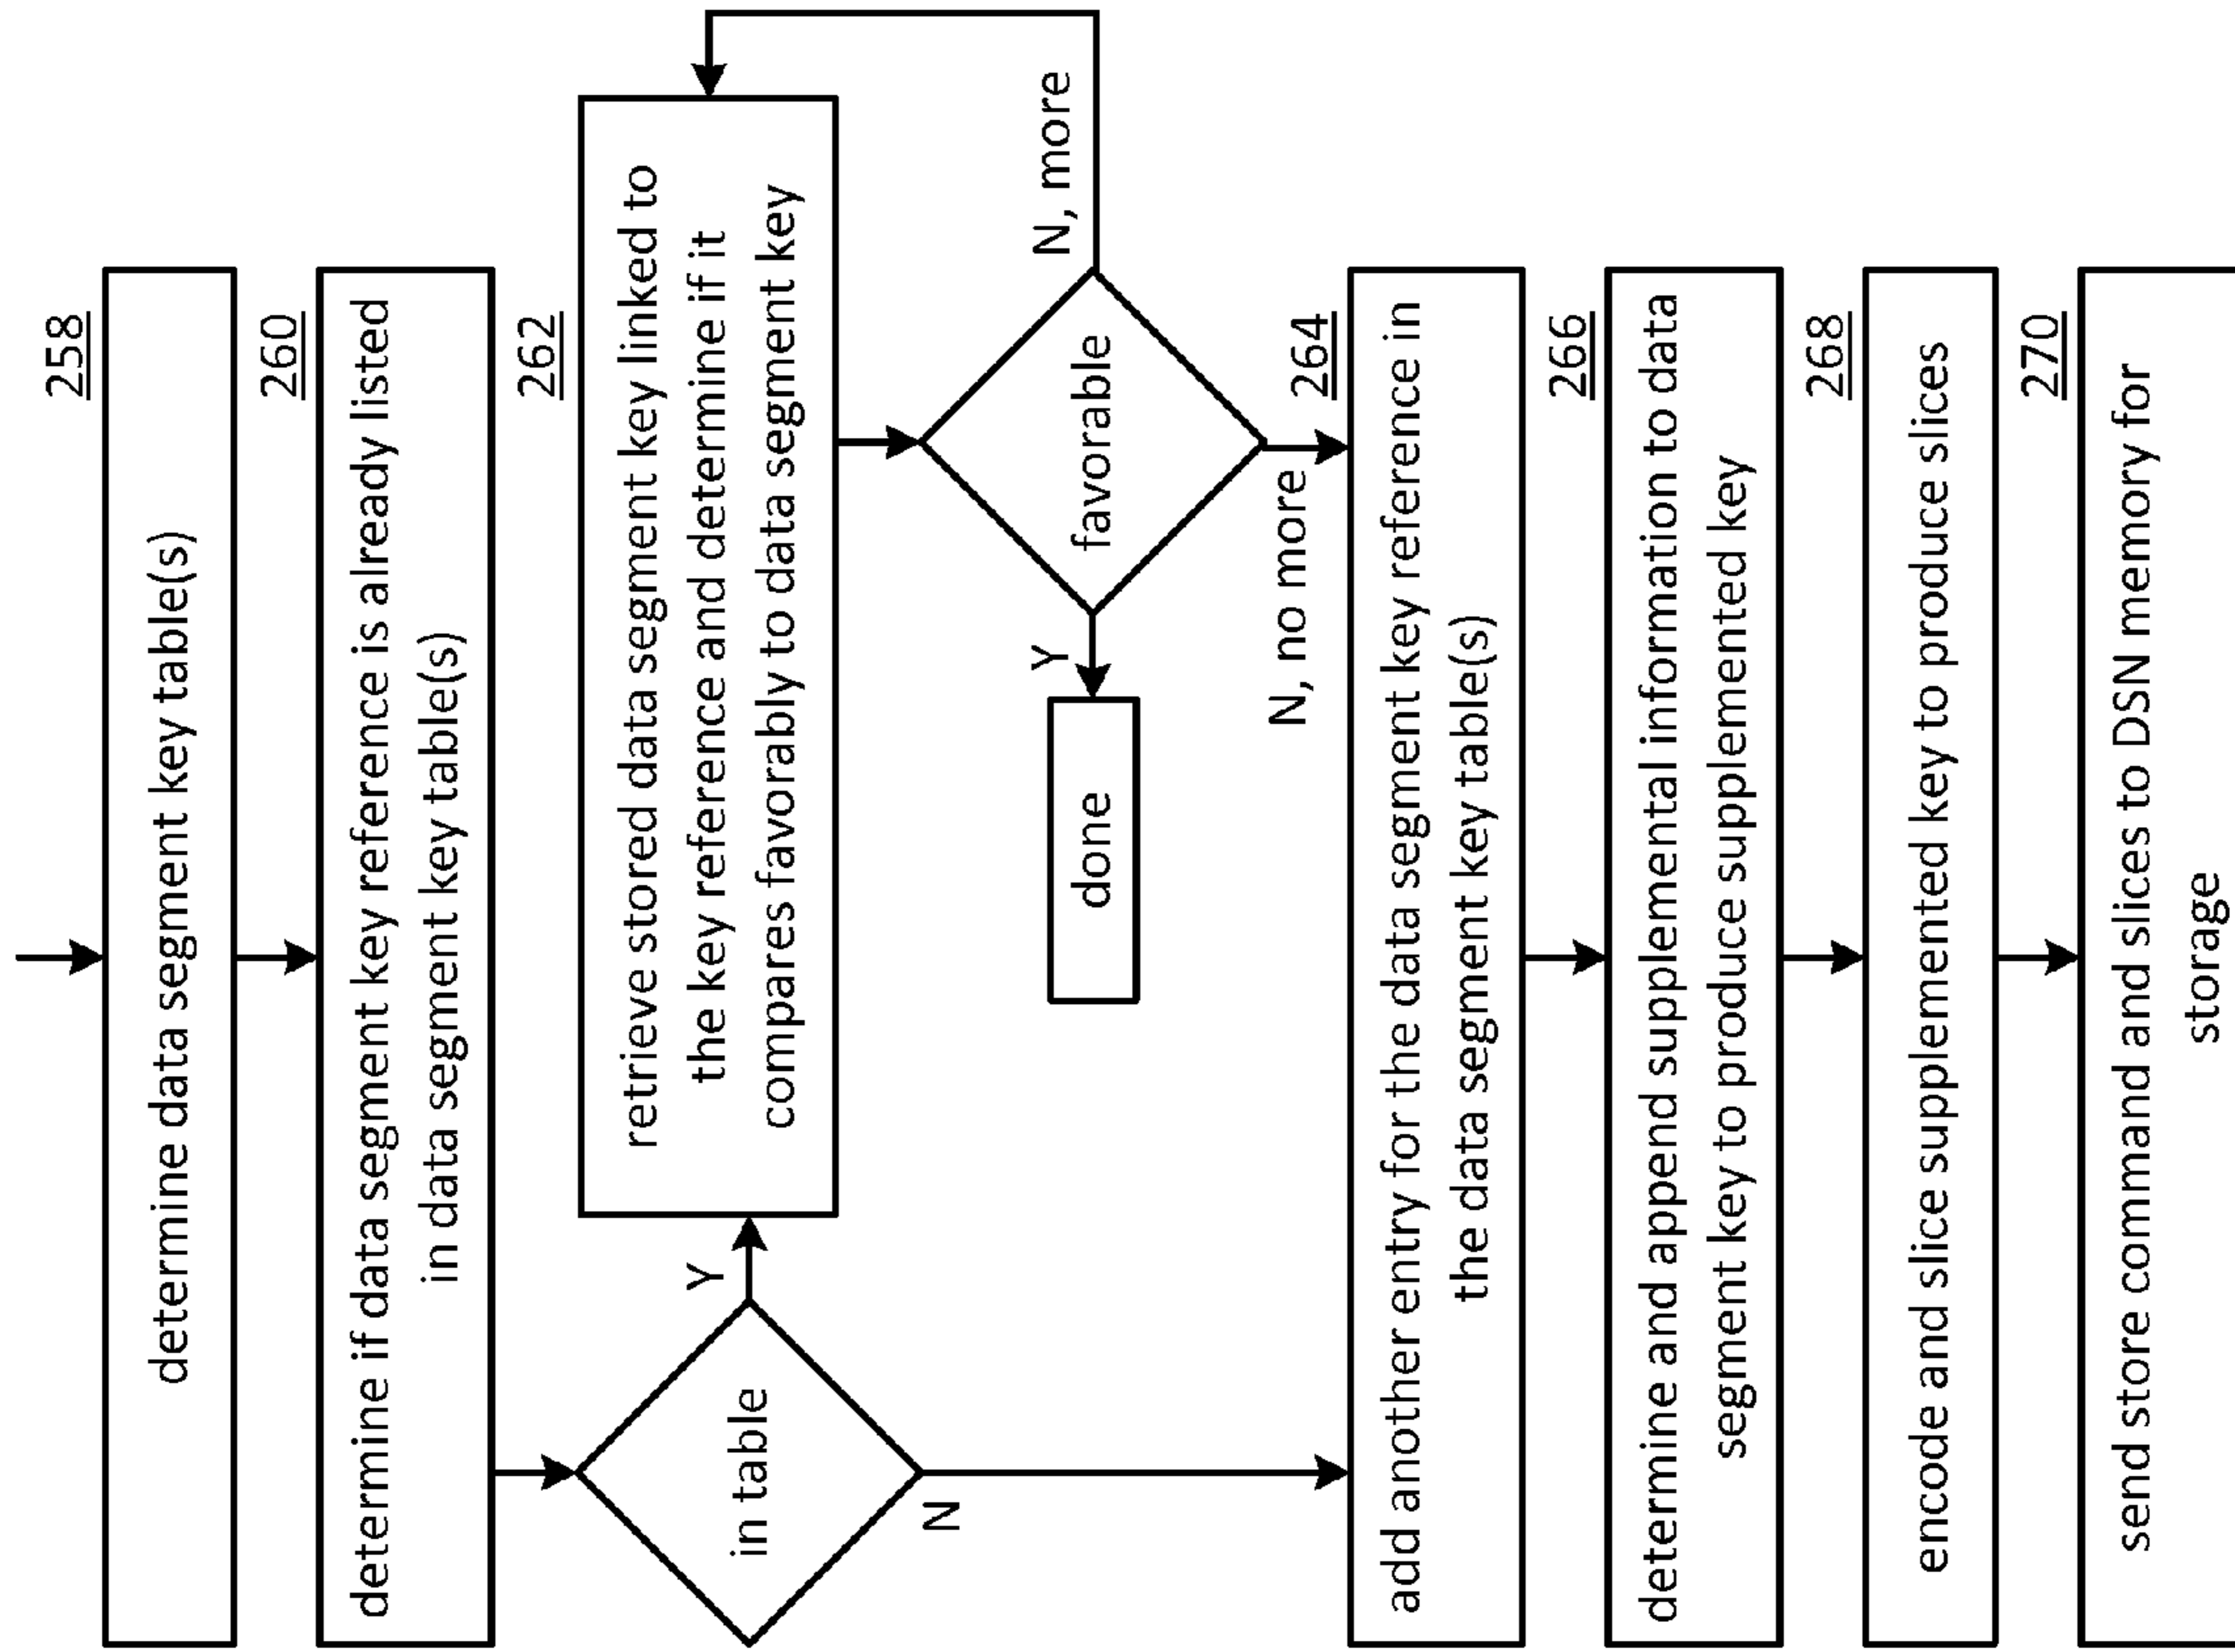 258
determine data segment key table(s)
260
determine if data segment key reference is already listed
in data segment key table(s)
in table
Y
N
262
retrieve stored data segment key linked to
the key reference and determine if it
compares favorably to data segment key
favorable
N, more
Y
done
N, no more
264
add another entry for the data segment key reference in
the data segment key table(s)
266
determine and append supplemental information to data
segment key to produce supplemented key
268
encode and slice supplemented key to produce slices
270
send store command and slices to DSN memory for
storage